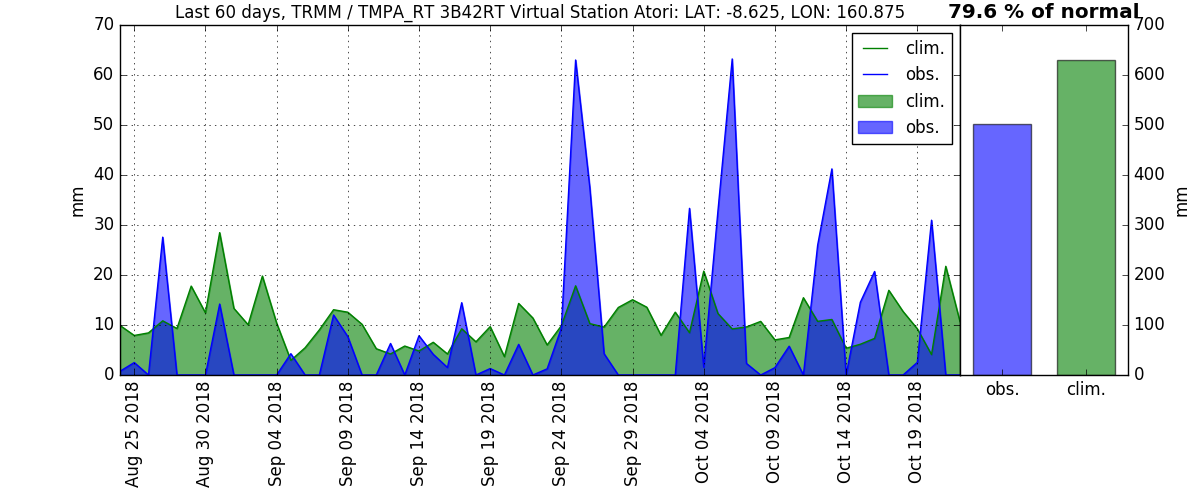 Last 60 days, TRMM / TMPA_RT 3B42RT Virtual Station Atori: LAT: -8.625, LON: 160.875
79.6 % of normal
70
60
50
40
30
20
10
0
mm
clim.
obs.
clim.
obs.
700
600
500
400
300
200
100
0
mm
Aug 25 2018
Aug 30 2018
Sep 04 2018
Sep 09 2018
Sep 14 2018
Sep 19 2018
Sep 24 2018
Sep 29 2018
Oct 04 2018
Oct 09 2018
Oct 14 2018
Oct 19 2018
obs.
clim.